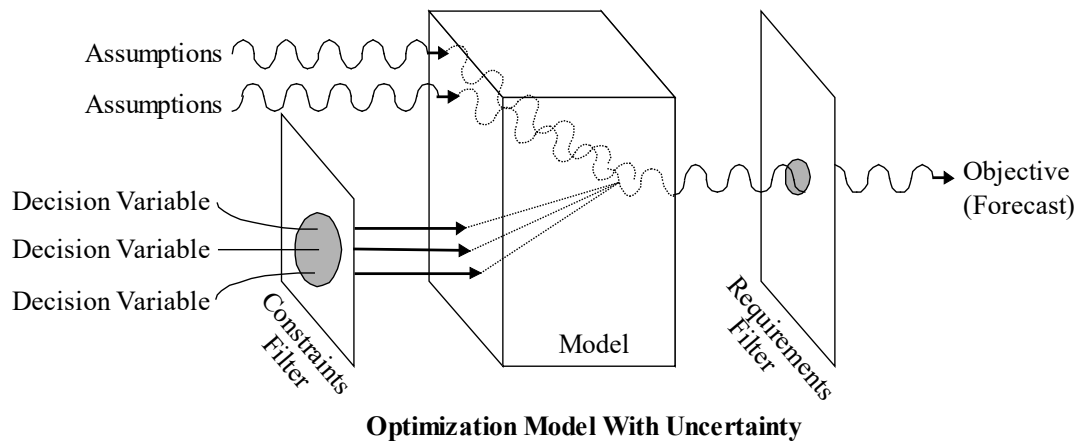 Assumptions
Assumptions
Objective
(Forecast)
Decision Variable
Decision Variable
Decision Variable
Constraints
Filter
Model
Requirements
Filter
Optimization Model With Uncertainty